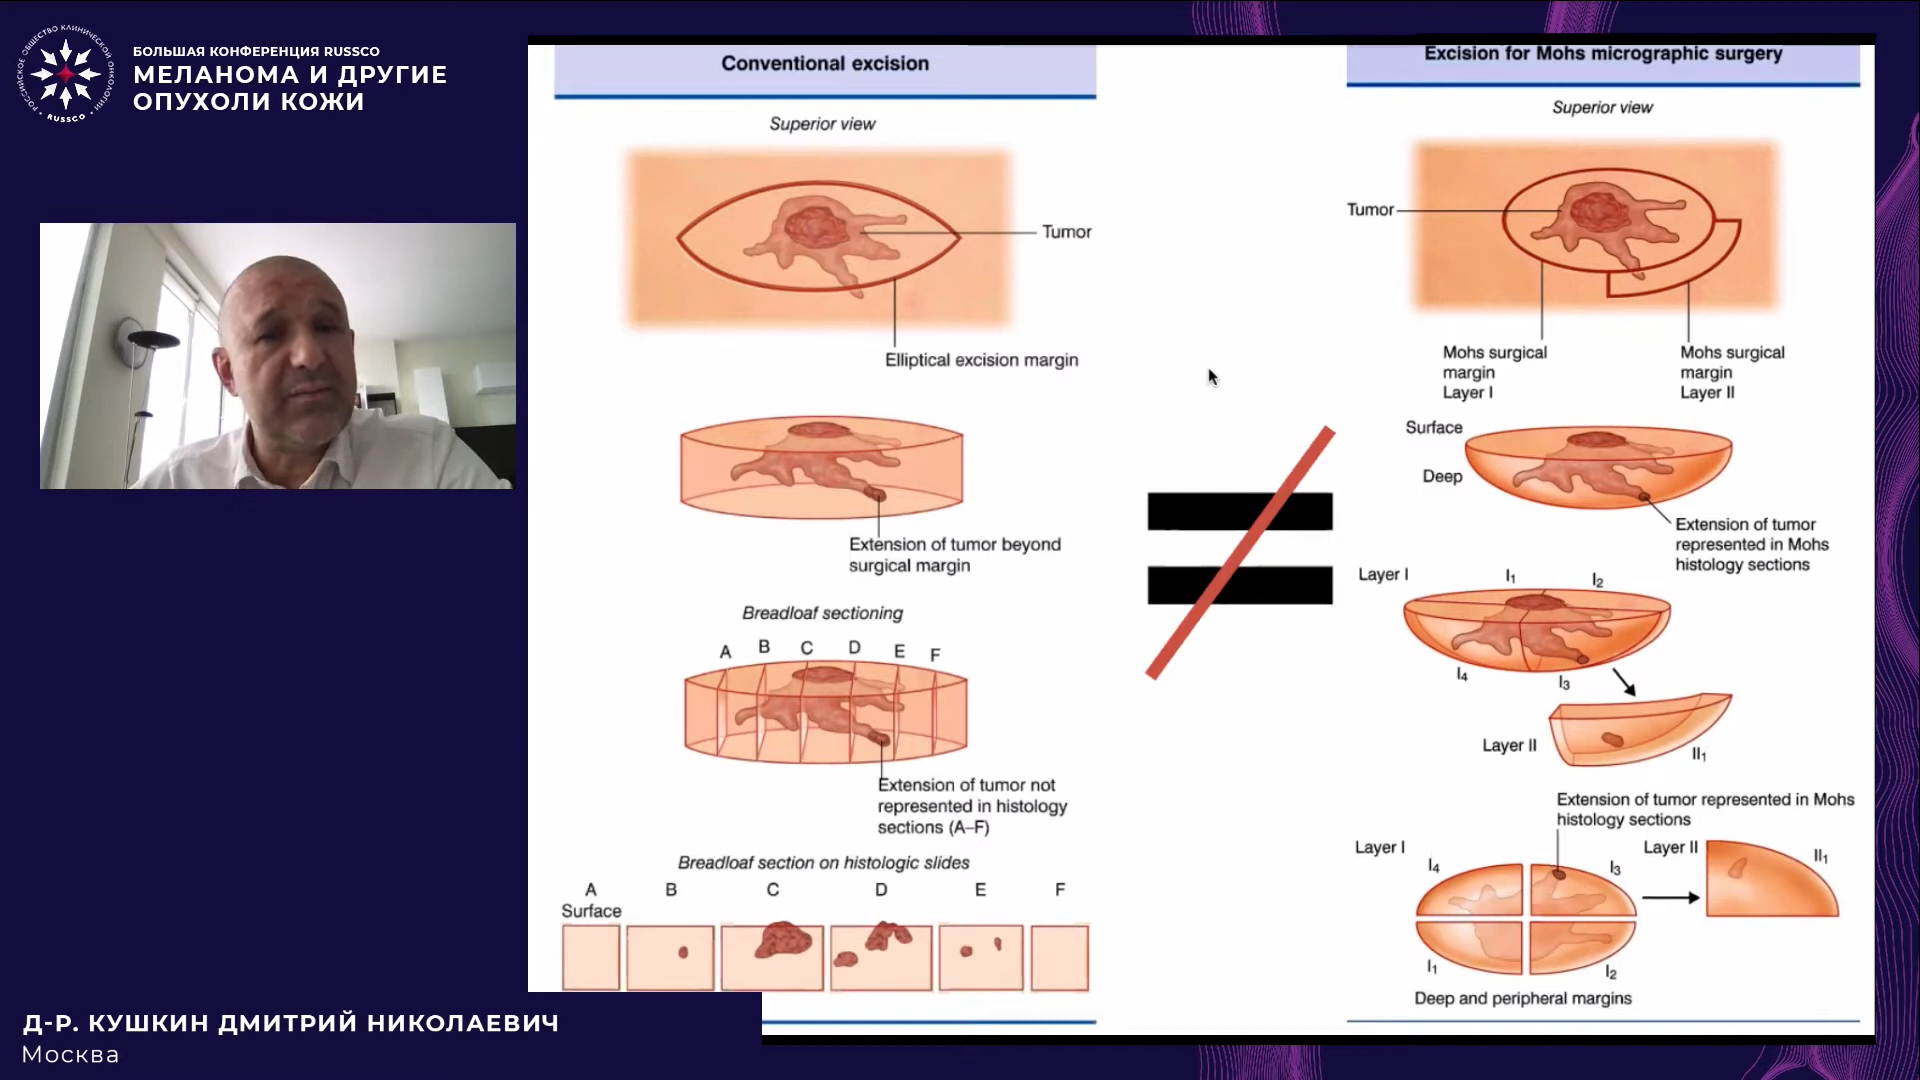 РОССИЙСКОЕ ОБЩЕСТВО КЛИНИЧЕСКОЙ ОНКОЛОГИИ
• RUSSCO •
БОЛЬШАЯ КОНФЕРЕНЦИЯ RUSSCO
МЕЛАНОМА И ДРУГИЕ
ОПУХОЛИ КОЖИ
Conventional excision
Superior view
Tumor
Elliptical excision margin
Extension of tumor beyond
surgical margin
Breadloaf sectioning
A B C D E F
Extension of tumor not
represented in histology
sections (A–F)
Breadloaf section on histologic slides
A B C D E F
Surface
Excision for Mohs micrographic surgery
Superior view
Tumor
Mohs surgical
margin
Layer I
Mohs surgical
margin
Layer II
Surface
Deep
Extension of tumor
represented in Mohs
histology sections
Layer I
I1 I2
I4 I3
Layer II
II1
Extension of tumor represented in Mohs
histology sections
Layer I
I4 I3
Layer II
II1
I1 I2
Deep and peripheral margins
Д-Р. КУШКИН ДМИТРИЙ НИКОЛАЕВИЧ
Москва